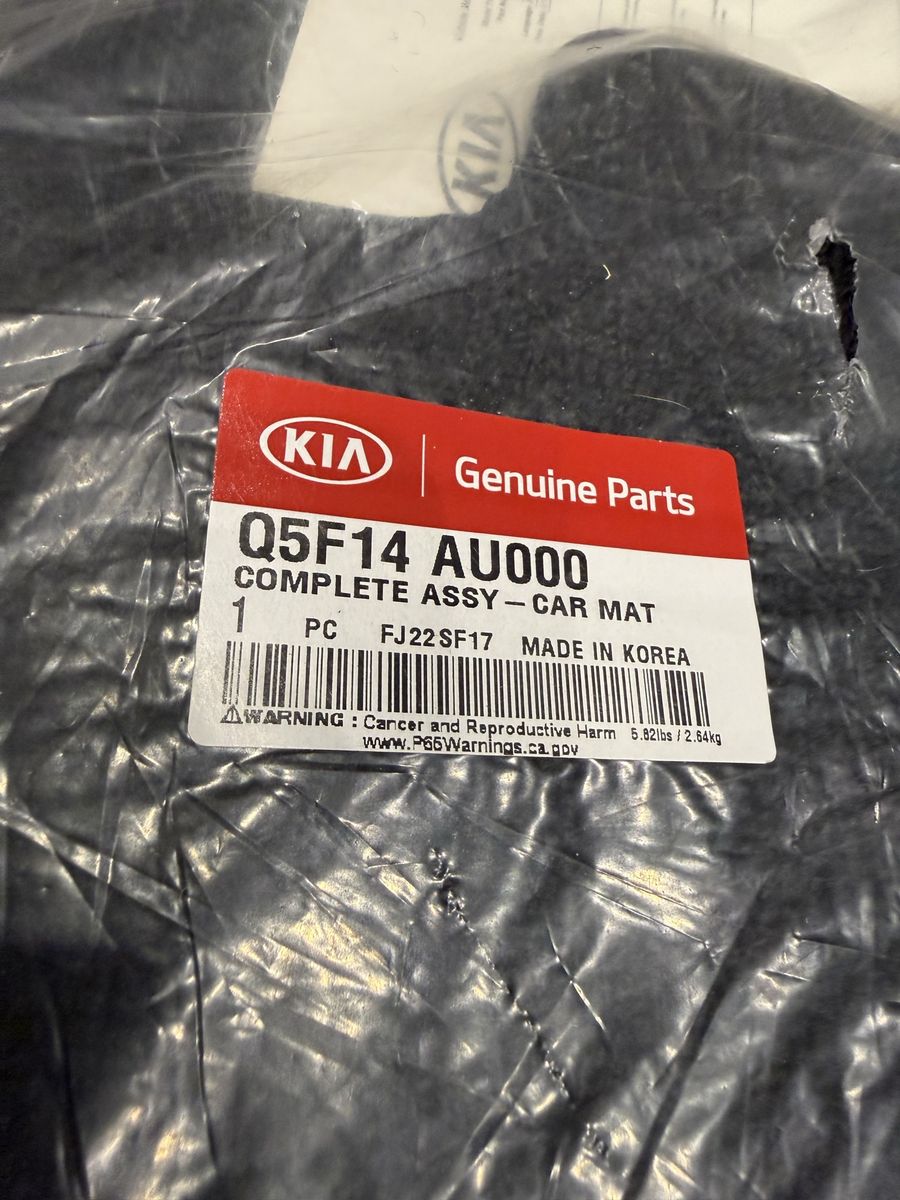 KIA
KIA
Genuine Parts
Q5F14 AU000
COMPLETE ASSY – CAR MAT
1 PC FJ22SF17 MADE IN KOREA
⚠WARNING : Cancer and Reproductive Harm 5.82lbs / 2.64kg
www.P65Warnings.ca.gov